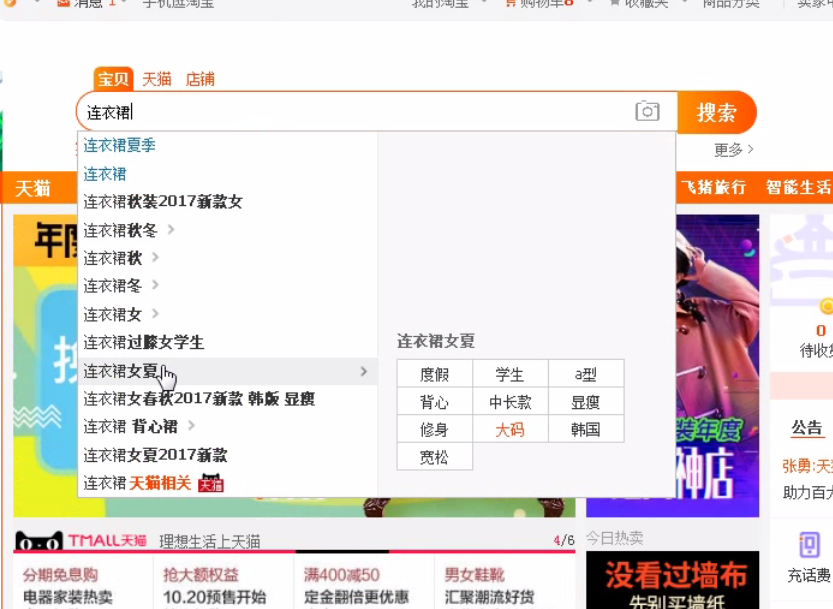 消息 1 手机逛淘宝 我的淘宝 购物车8 收藏夹 商品分类
宝贝 天猫 店铺
连衣裙 搜索
更多 >
连衣裙夏季
连衣裙
连衣裙秋装2017新款女
连衣裙秋冬 >
连衣裙秋 >
连衣裙冬 >
连衣裙女 >
连衣裙过膝女学生
连衣裙女夏 >
连衣裙女春秋2017新款 韩版 显瘦
连衣裙 背心裙 >
连衣裙女夏2017新款
连衣裙 天猫相关 天猫
连衣裙女夏
度假 学生 a型
背心 中长款 显瘦
修身 大码 韩国
宽松
天猫 飞猪旅行 智能生活
年
装年度
神店
0
待收
公告
张勇:天
助力百
充话费
TMALL天猫 理想生活上天猫 4/6 今日热卖
分期免息购 抢大额权益 满400减50 男女鞋靴
电器家装热卖 10.20预售开始 定金翻倍更优惠 汇聚潮流好货
没看过墙布
先别买墙纸